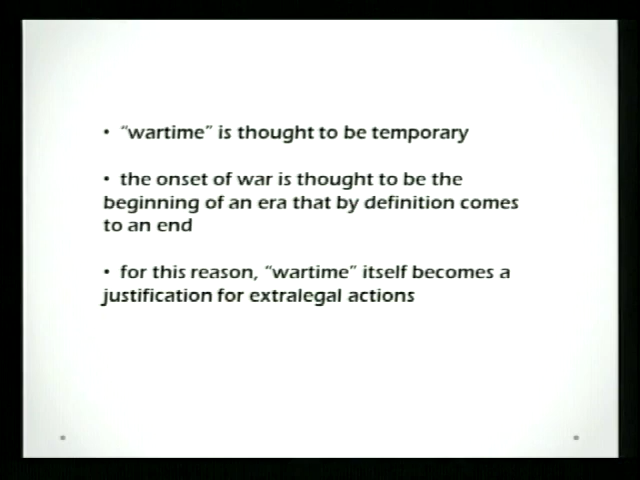 • “wartime” is thought to be temporary
• the onset of war is thought to be the
beginning of an era that by definition comes
to an end
• for this reason, “wartime” itself becomes a
justification for extralegal actions